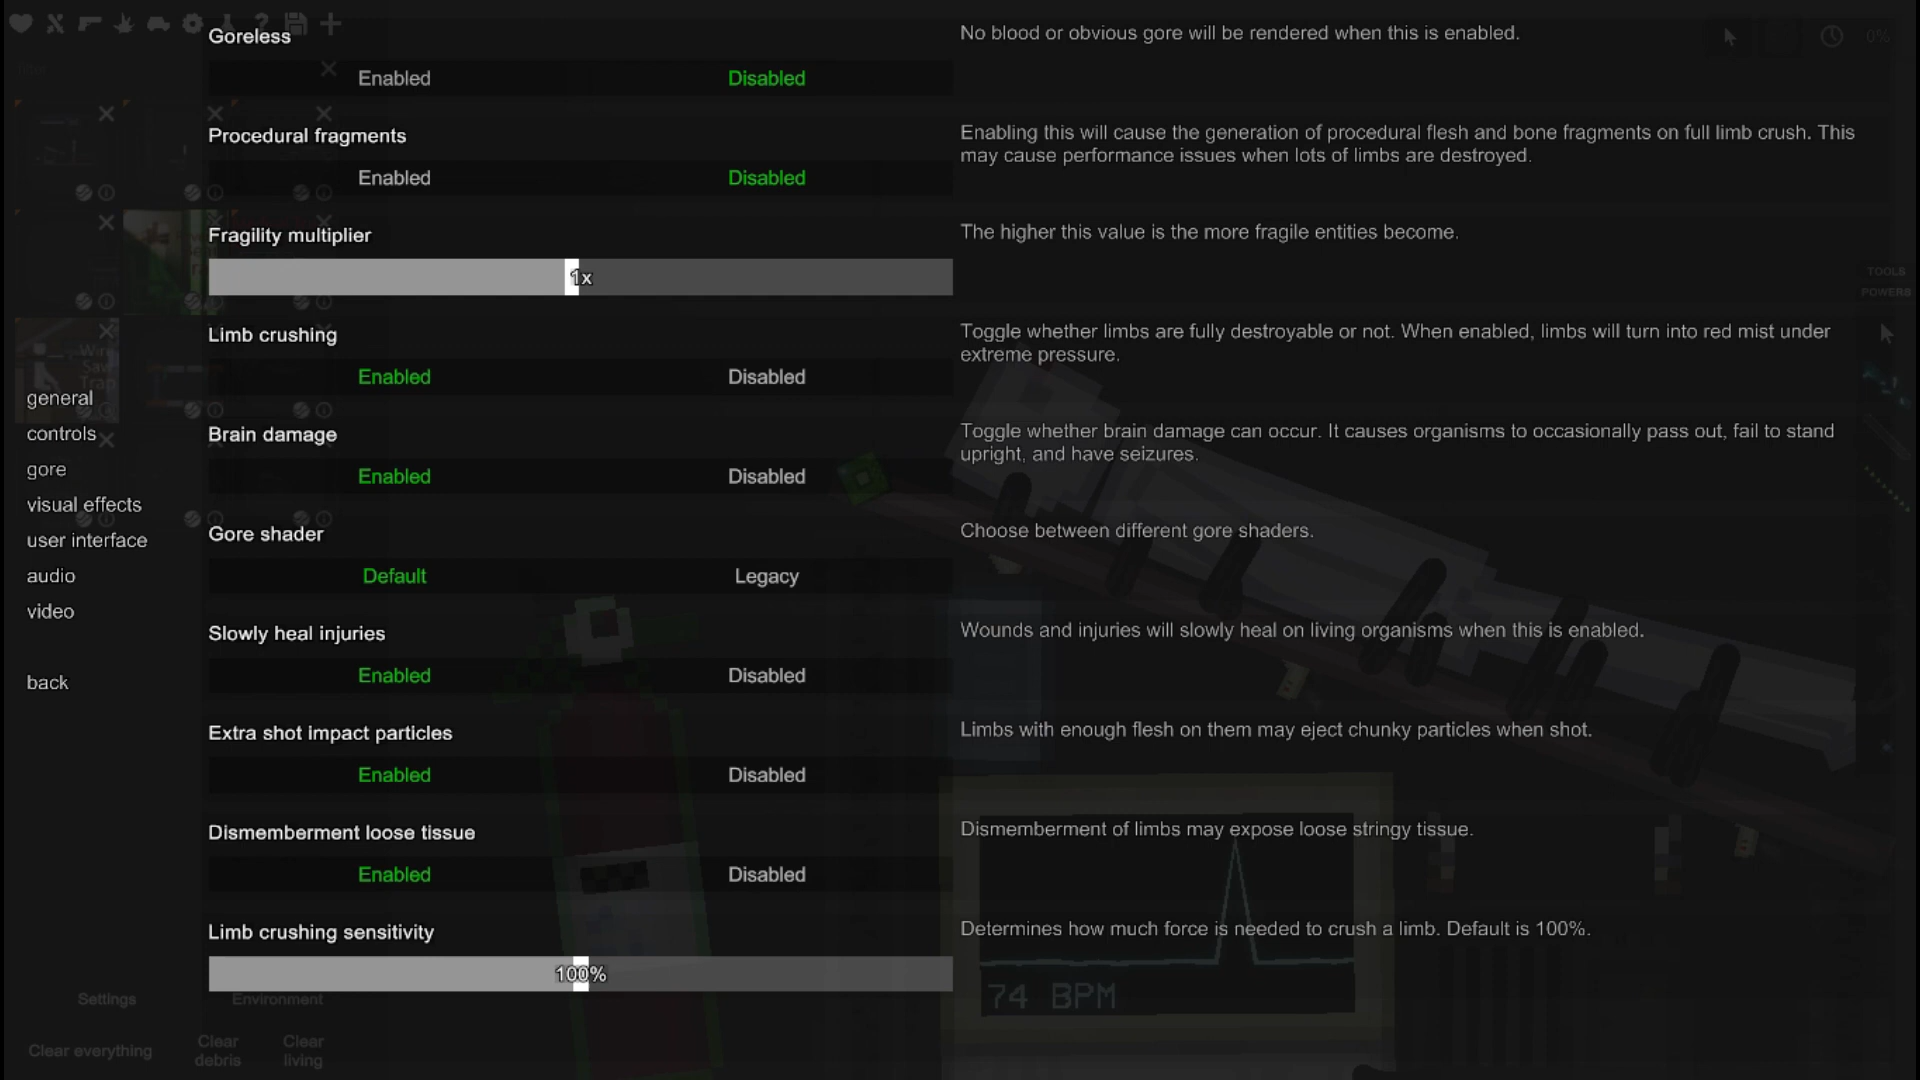 Goreless
No blood or obvious gore will be rendered when this is enabled.
Enabled
Disabled
Procedural fragments
Enabling this will cause the generation of procedural flesh and bone fragments on full limb crush. This
may cause performance issues when lots of limbs are destroyed.
Enabled
Disabled
Fragility multiplier
The higher this value is the more fragile entities become.
1x
Limb crushing
Toggle whether limbs are fully destroyable or not. When enabled, limbs will turn into red mist under
extreme pressure.
Enabled
Disabled
Brain damage
Toggle whether brain damage can occur. It causes organisms to occasionally pass out, fail to stand
upright, and have seizures.
Enabled
Disabled
Gore shader
Choose between different gore shaders.
Default
Legacy
Slowly heal injuries
Wounds and injuries will slowly heal on living organisms when this is enabled.
Enabled
Disabled
Extra shot impact particles
Limbs with enough flesh on them may eject chunky particles when shot.
Enabled
Disabled
Dismemberment loose tissue
Dismemberment of limbs may expose loose stringy tissue.
Enabled
Disabled
Limb crushing sensitivity
Determines how much force is needed to crush a limb. Default is 100%.
100%
general
controls
gore
visual effects
user interface
audio
video
back
Settings
Environment
Clear everything
Clear
debris
Clear
living
74 BPM
TOOLS
POWERS
0%
Saw
Trap